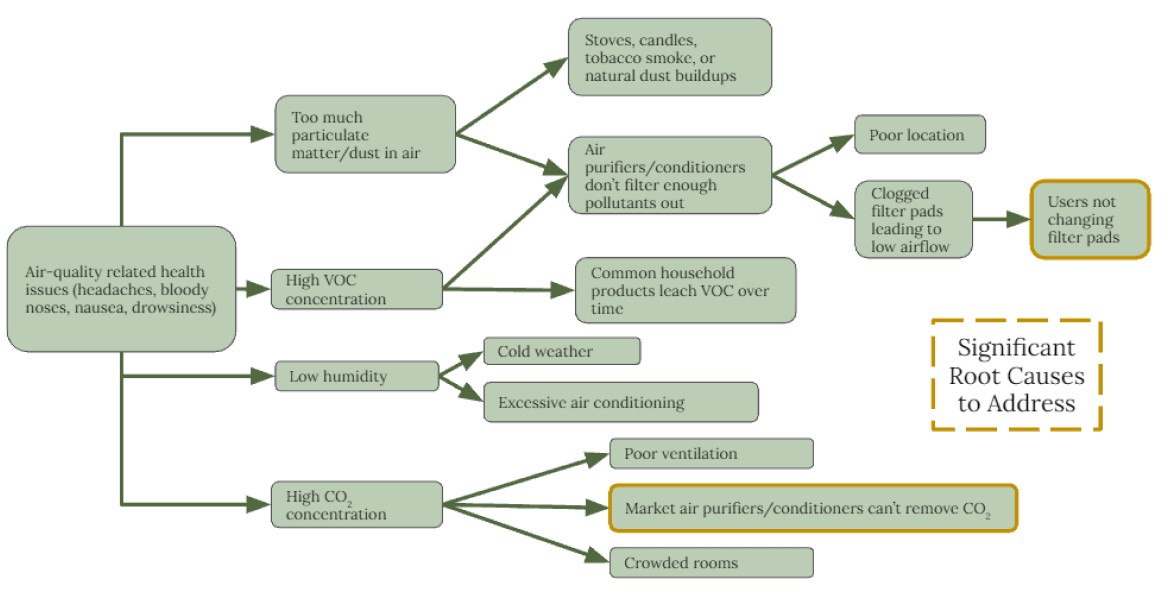 Stoves, candles,
tobacco smoke, or
natural dust buildups
Too much
particulate
matter/dust in air
Air
purifiers/conditioners
don't filter enough
pollutants out
Poor location
Clogged
filter pads
leading to
low airflow
Users not
changing
filter pads
Air-quality related health
issues (headaches, bloody
noses, nausea, drowsiness)
High VOC
concentration
Common household
products leach VOC over
time
Significant
Root Causes
to Address
Low humidity
Cold weather
Excessive air conditioning
High CO₂
concentration
Poor ventilation
Market air purifiers/conditioners can't remove CO₂
Crowded rooms